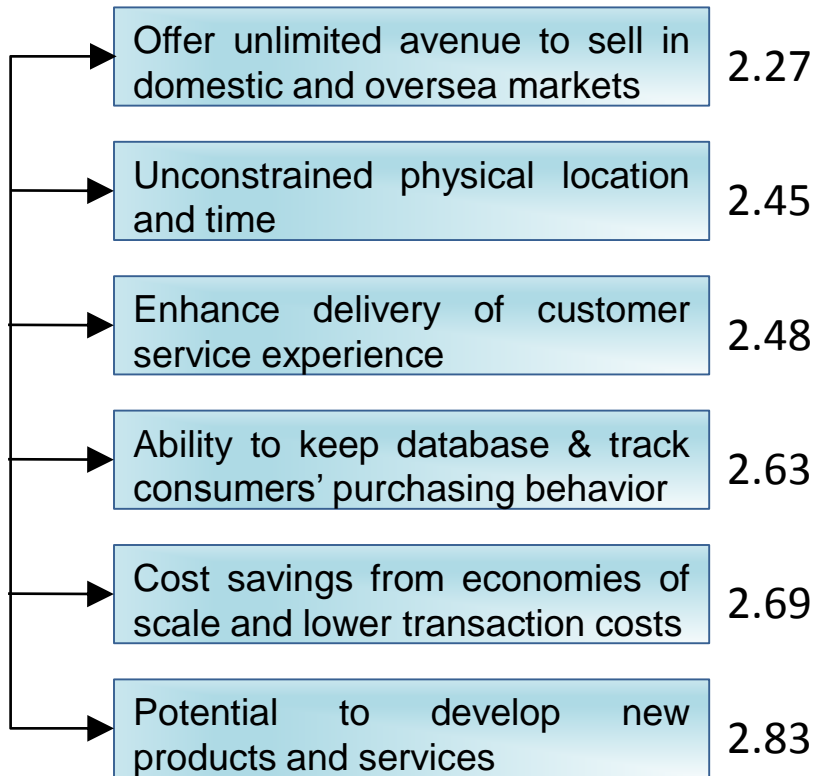 Offer unlimited avenue to sell in
domestic and oversea markets
2.27
Unconstrained physical location
and time
2.45
Enhance delivery of customer
service experience
2.48
Ability to keep database & track
consumers’ purchasing behavior
2.63
Cost savings from economies of
scale and lower transaction costs
2.69
Potential to develop new
products and services
2.83